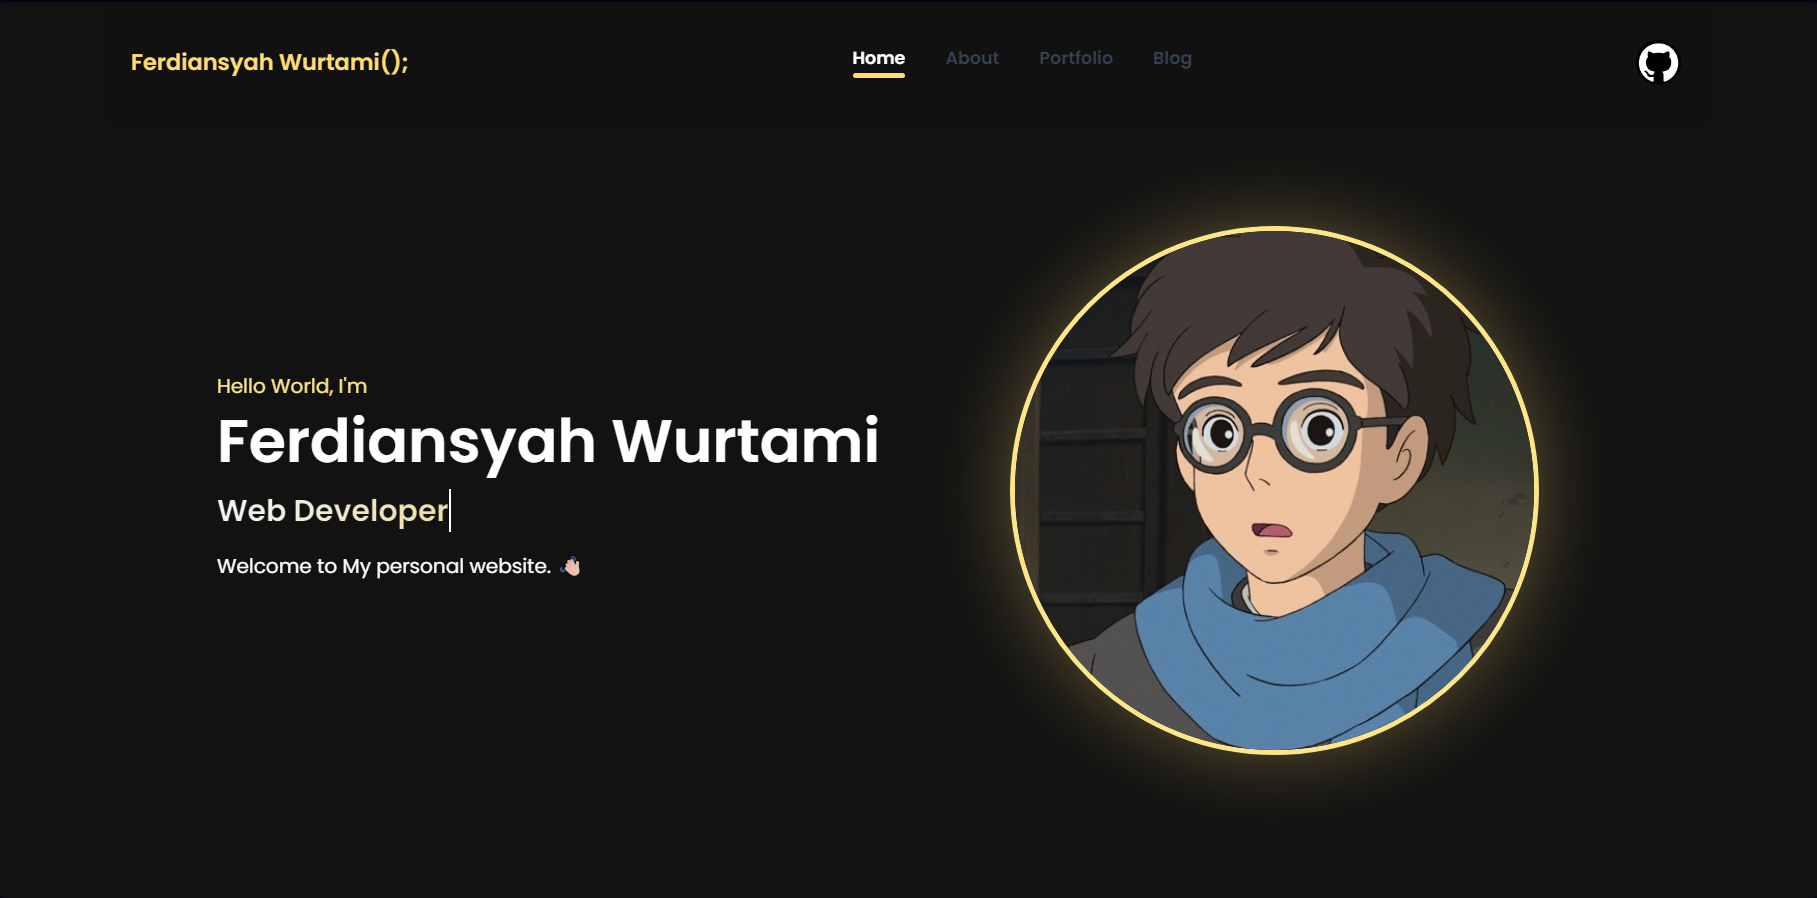 Ferdiansyah Wurtami();
Home About Portfolio Blog
Hello World, I'm
Ferdiansyah Wurtami
Web Developer
Welcome to My personal website. 👋🏻